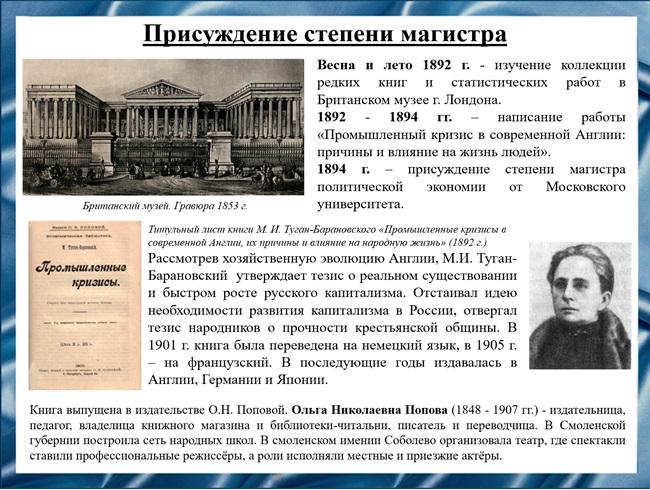 Присуждение степени магистра
Весна и лето 1892 г. - изучение коллекции
редких книг и статистических работ в
Британском музее г. Лондона.
1892 - 1894 гг. – написание работы
«Промышленный кризис в современной Англии:
причины и влияние на жизнь людей».
1894 г. – присуждение степени магистра
политической экономии от Московского
университета.
Британский музей. Гравюра 1853 г.
Титульный лист книги М. И. Туган-Барановского «Промышленные кризисы в
современной Англии, их причины и влияние на народную жизнь» (1892 г.)
М. Туган-Барановский.
Промышленные
кризисы.
Рассмотрев хозяйственную эволюцию Англии, М.И. Туган-
Барановский утверждает тезис о реальном существовании
и быстром росте русского капитализма. Отстаивал идею
необходимости развития капитализма в России, отвергал
тезис народников о прочности крестьянской общины. В
1901 г. книга была переведена на немецкий язык, в 1905 г.
– на французский. В последующие годы издавалась в
Англии, Германии и Японии.
Книга выпущена в издательстве О.Н. Поповой. Ольга Николаевна Попова (1848 - 1907 гг.) - издательница,
педагог, владелица книжного магазина и библиотеки-читальни, писатель и переводчица. В Смоленской
губернии построила сеть народных школ. В смоленском имении Соболево организовала театр, где спектакли
ставили профессиональные режиссёры, а роли исполняли местные и приезжие актёры.